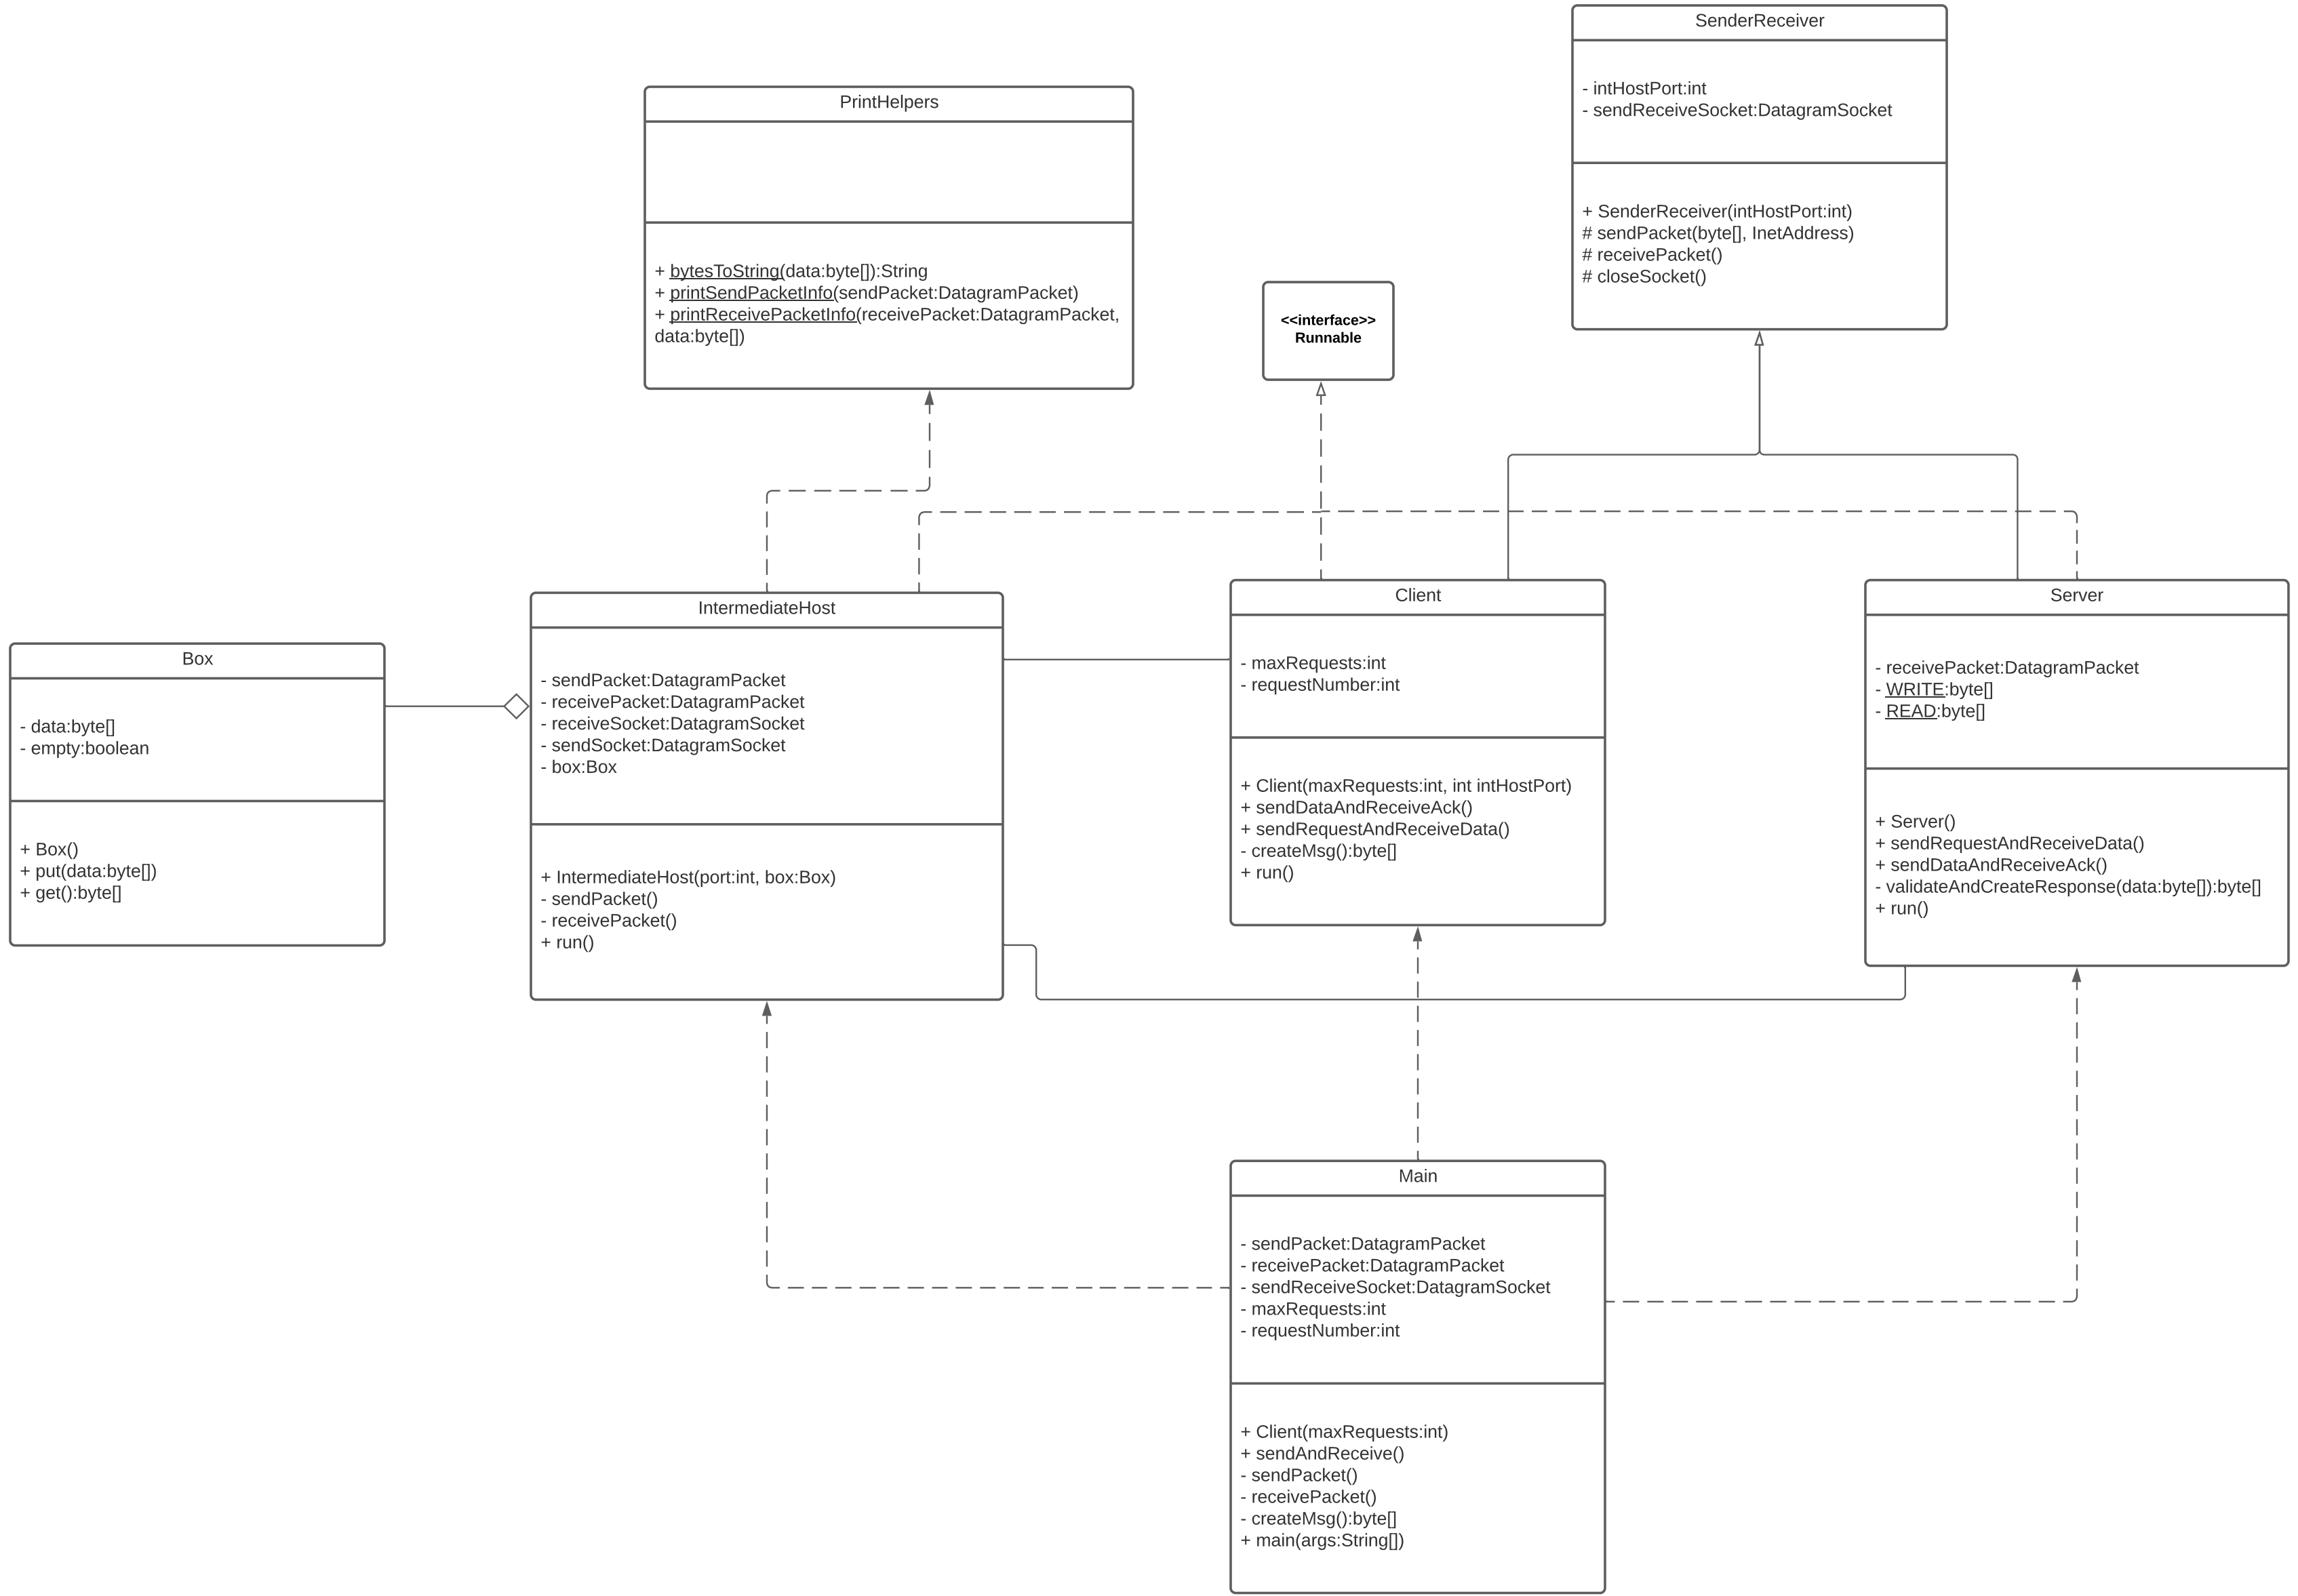 SenderReceiver
- intHostPort:int
- sendReceiveSocket:DatagramSocket
+ SenderReceiver(intHostPort:int)
# sendPacket(byte[], InetAddress)
# receivePacket()
# closeSocket()
PrintHelpers
+ bytesToString(data:byte[]):String
+ printSendPacketInfo(sendPacket:DatagramPacket)
+ printReceivePacketInfo(receivePacket:DatagramPacket,
data:byte[])
<<interface>>
Runnable
Box
- data:byte[]
- empty:boolean
+ Box()
+ put(data:byte[])
+ get():byte[]
IntermediateHost
- sendPacket:DatagramPacket
- receivePacket:DatagramPacket
- receiveSocket:DatagramSocket
- sendSocket:DatagramSocket
- box:Box
+ IntermediateHost(port:int, box:Box)
- sendPacket()
- receivePacket()
+ run()
Client
- maxRequests:int
- requestNumber:int
+ Client(maxRequests:int, int intHostPort)
+ sendDataAndReceiveAck()
+ sendRequestAndReceiveData()
- createMsg():byte[]
+ run()
Server
- receivePacket:DatagramPacket
- WRITE:byte[]
- READ:byte[]
+ Server()
+ sendRequestAndReceiveData()
+ sendDataAndReceiveAck()
- validateAndCreateResponse(data:byte[]):byte[]
+ run()
Main
- sendPacket:DatagramPacket
- receivePacket:DatagramPacket
- sendReceiveSocket:DatagramSocket
- maxRequests:int
- requestNumber:int
+ Client(maxRequests:int)
+ sendAndReceive()
- sendPacket()
- receivePacket()
- createMsg():byte[]
+ main(args:String[])